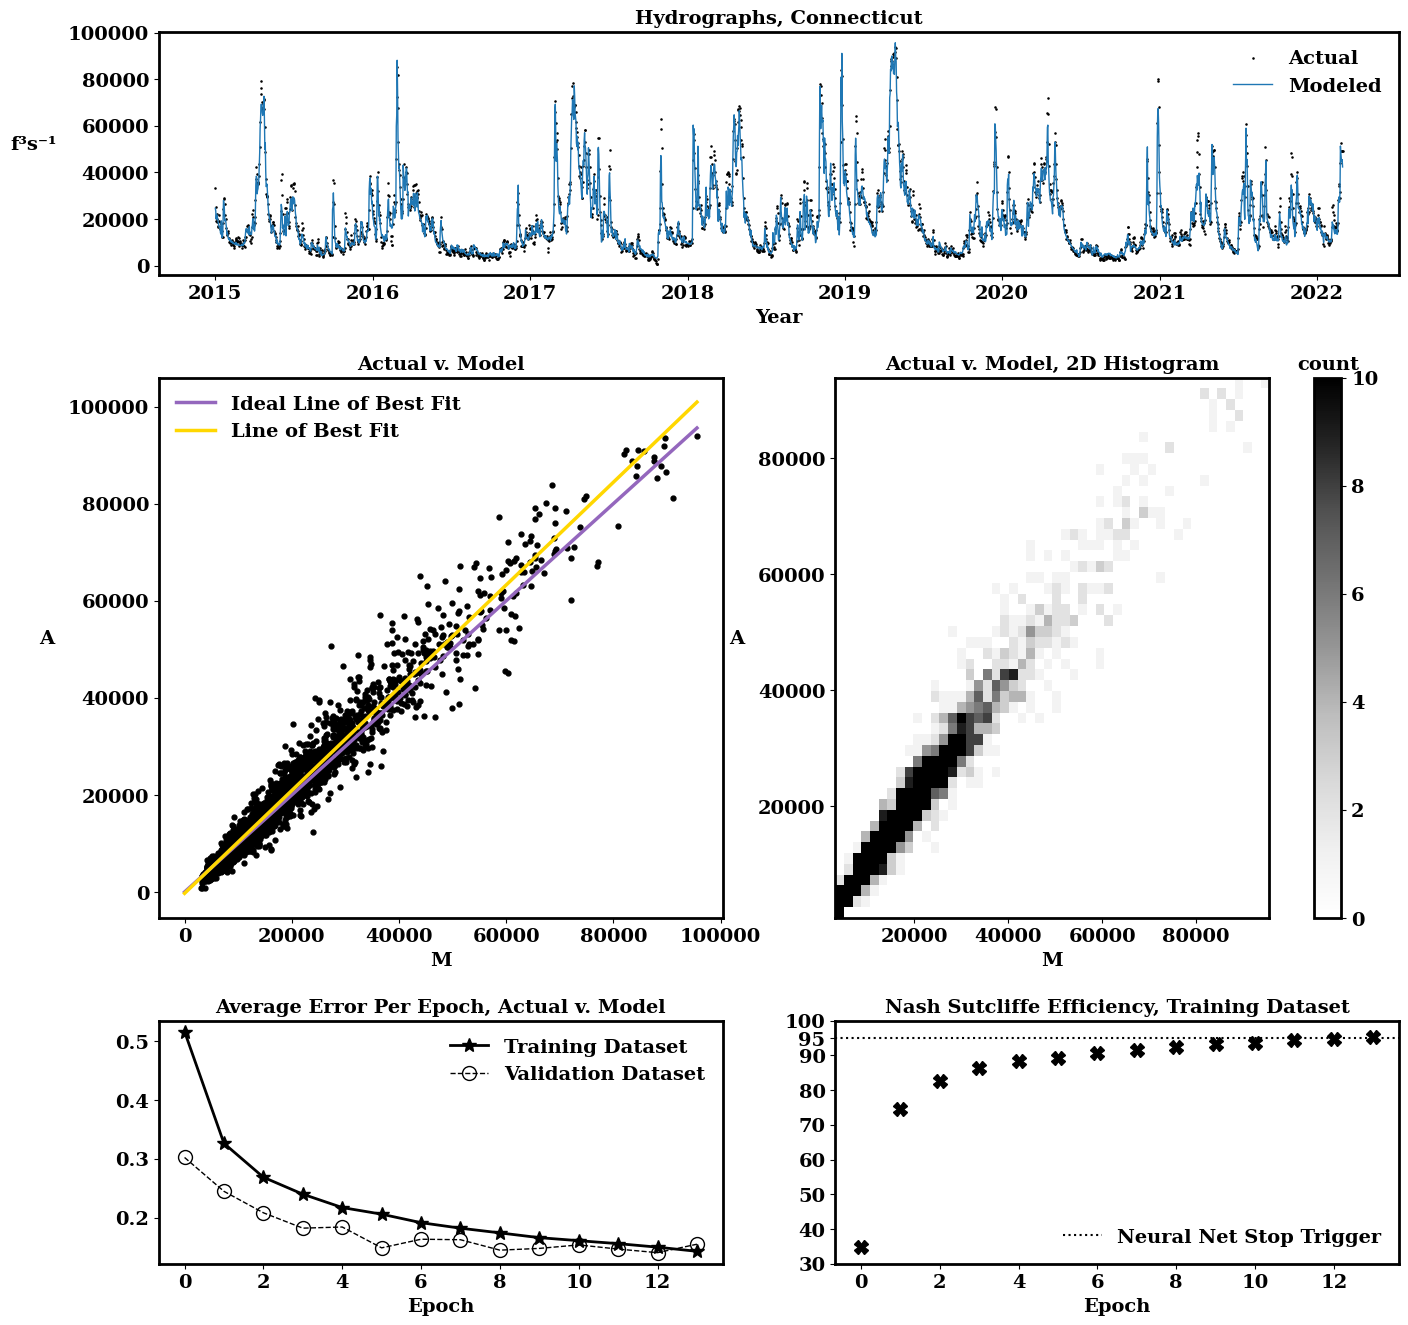 Hydrographs, Connecticut
100000
80000
60000
40000
20000
0
f³s⁻¹
Actual
Modeled
2015 2016 2017 2018 2019 2020 2021 2022
Year
Actual v. Model
100000
80000
60000
40000
20000
0
A
Ideal Line of Best Fit
Line of Best Fit
0 20000 40000 60000 80000 100000
M
Actual v. Model, 2D Histogram
80000
60000
40000
20000
A
20000 40000 60000 80000
M
count
10
8
6
4
2
0
Average Error Per Epoch, Actual v. Model
0.5
0.4
0.3
0.2
Training Dataset
Validation Dataset
0 2 4 6 8 10 12
Epoch
Nash Sutcliffe Efficiency, Training Dataset
100
95
90
80
70
60
50
40
30
Neural Net Stop Trigger
0 2 4 6 8 10 12
Epoch